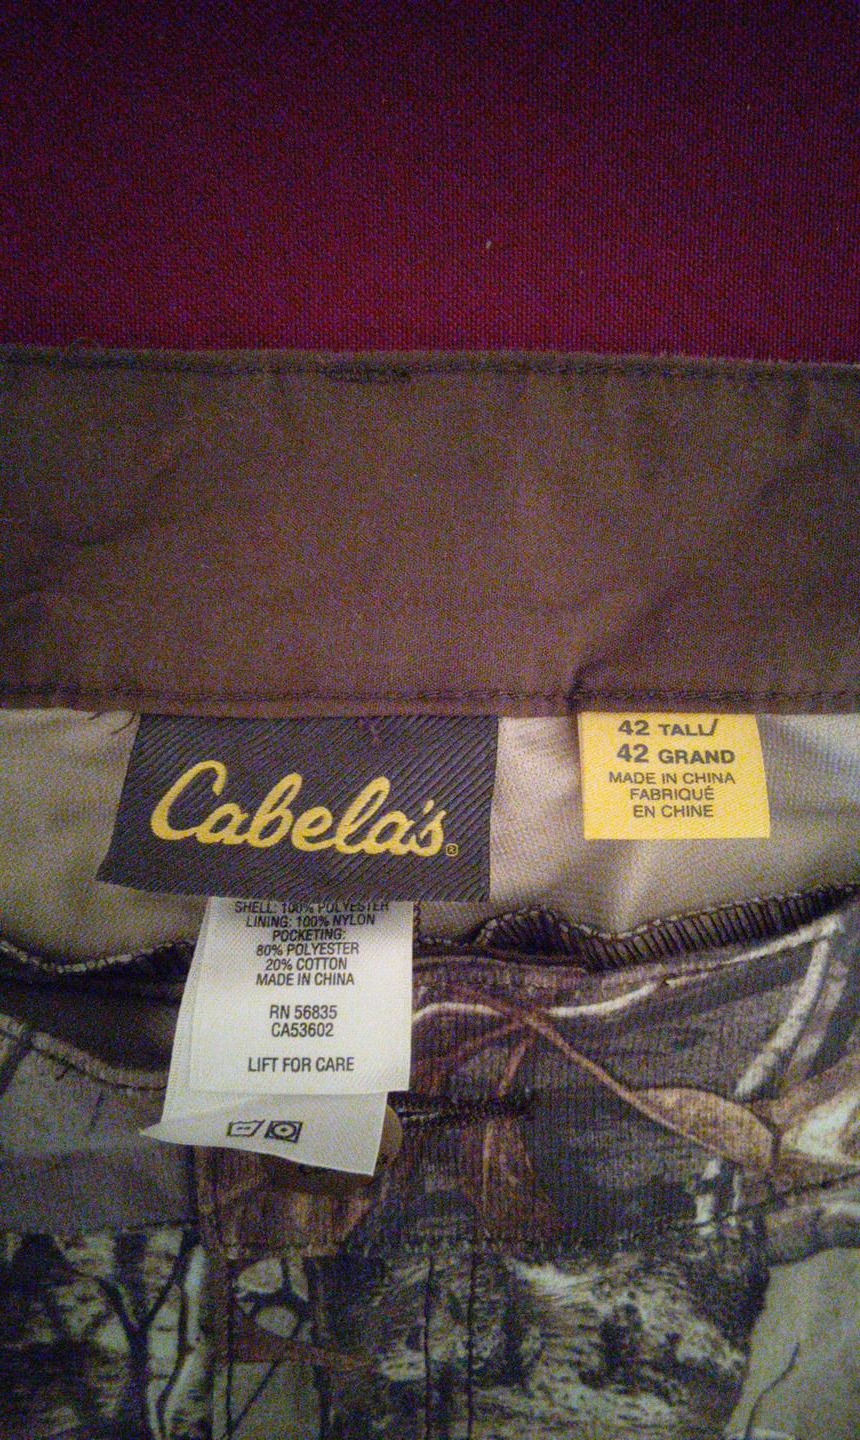 42 TALL/
42 GRAND
MADE IN CHINA
FABRIQUÉ
EN CHINE
Cabela's®
SHELL: 100% POLYESTER
LINING: 100% NYLON
POCKETING:
80% POLYESTER
20% COTTON
MADE IN CHINA
RN 56835
CA53602
LIFT FOR CARE